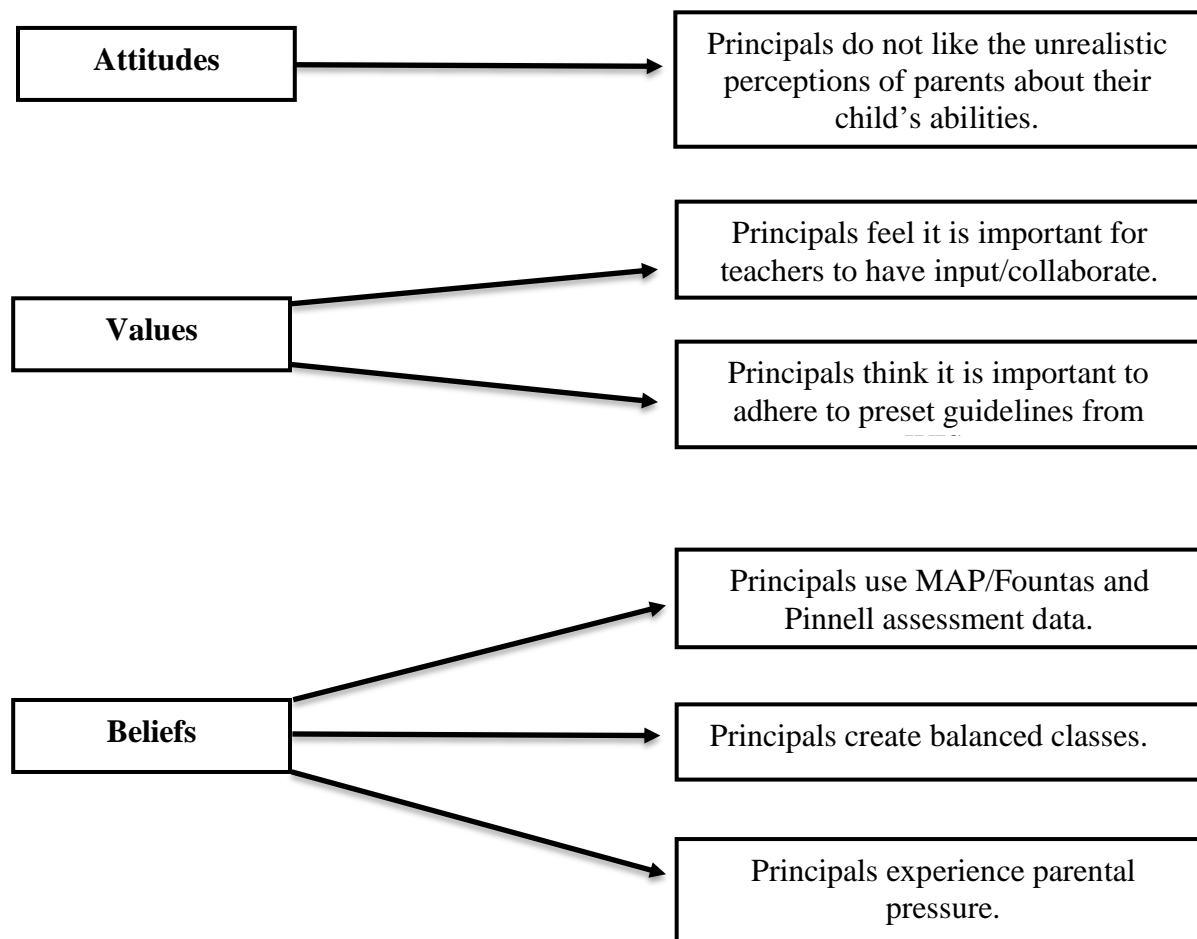 Attitudes
Principals do not like the unrealistic
perceptions of parents about their
child’s abilities.
Values
Principals feel it is important for
teachers to have input/collaborate.
Principals think it is important to
adhere to preset guidelines from
Beliefs
Principals use MAP/Fountas and
Pinnell assessment data.
Principals create balanced classes.
Principals experience parental
pressure.